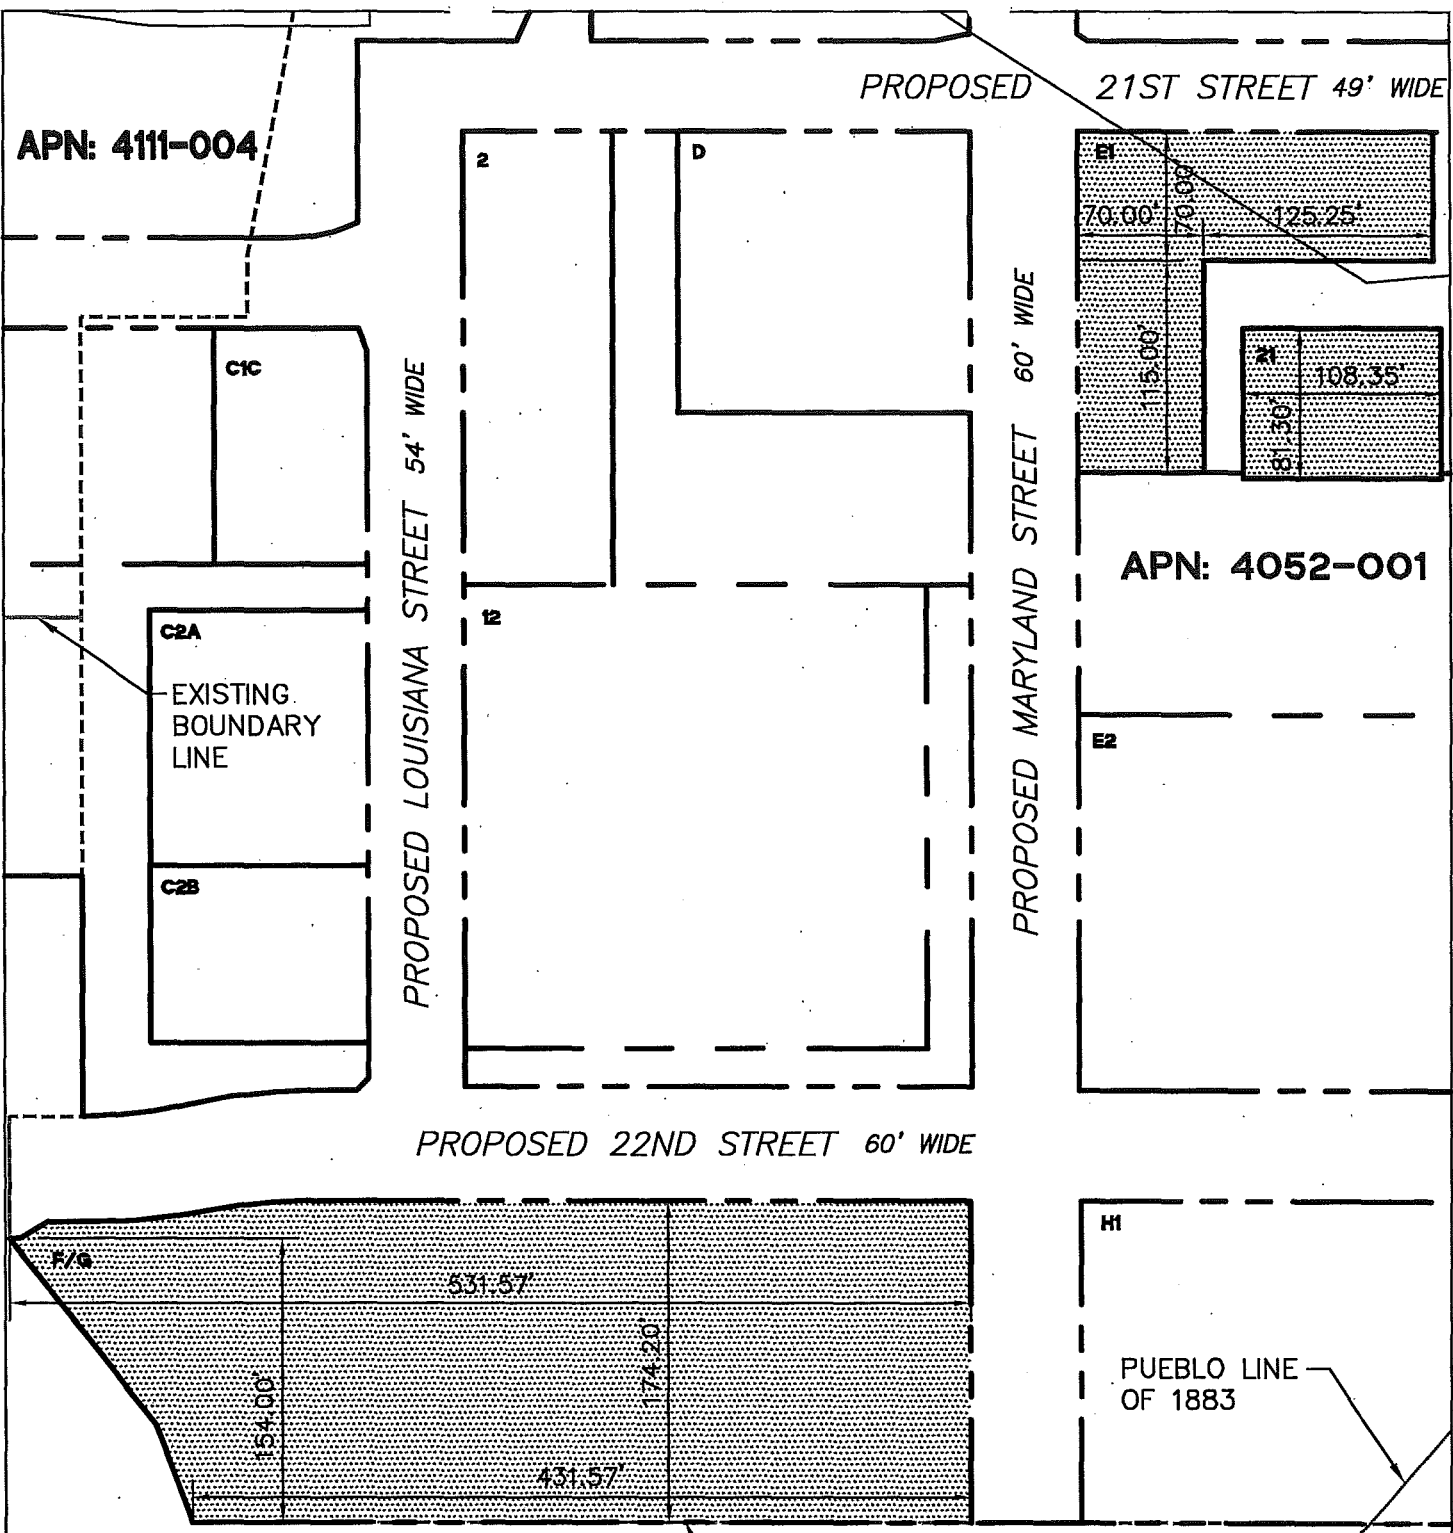 PROPOSED 21ST STREET 49' WIDE
APN: 4111-004
2
D
E1
70.00'
70.00'
125.25'
C1C
115.00'
21
108.35'
81.30'
PROPOSED LOUISIANA STREET 54' WIDE
PROPOSED MARYLAND STREET 60' WIDE
APN: 4052-001
C2A
12
EXISTING
BOUNDARY
LINE
E2
C2B
PROPOSED 22ND STREET 60' WIDE
H1
F/G
531.57'
174.20'
154.00'
431.57'
PUEBLO LINE
OF 1883